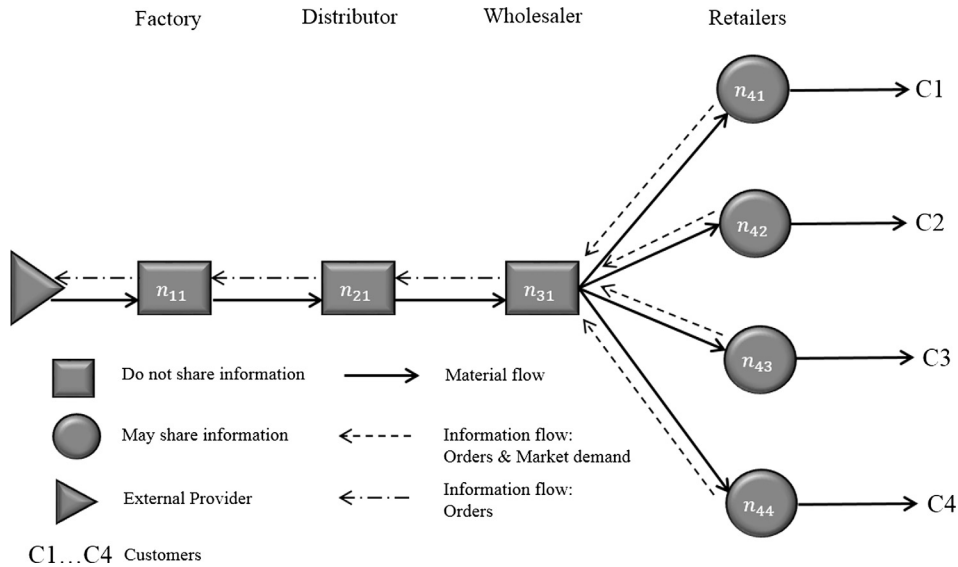 Factory Distributor Wholesaler Retailers
n41 C1
n42 C2
n11 n21 n31
n43 C3
n44 C4
Do not share information Material flow
May share information Information flow:
Orders & Market demand
External Provider Information flow:
Orders
C1…C4 Customers